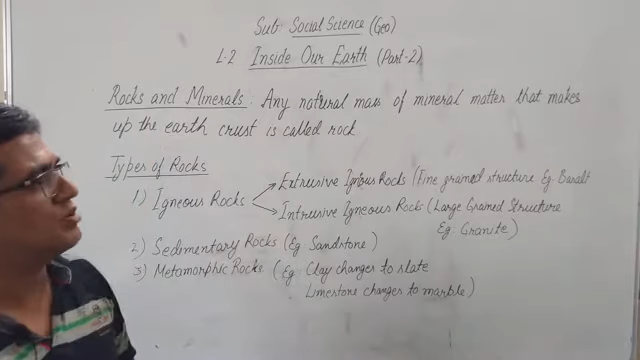 Sub- Social Science (Geo)
L-2 Inside Our Earth (Part-2)
Rocks and Minerals: Any natural mass of mineral matter that makes
up the earth crust is called rock.
Types of Rocks
1) Igneous Rocks
Extrusive Igneous Rocks (Fine grained structure Eg. Basalt
Intrusive Igneous Rocks (Large Grained Structure
Eg: Granite)
2) Sedimentary Rocks (Eg. Sandstone)
3) Metamorphic Rocks (Eg. Clay changes to slate
Limestone changes to marble)